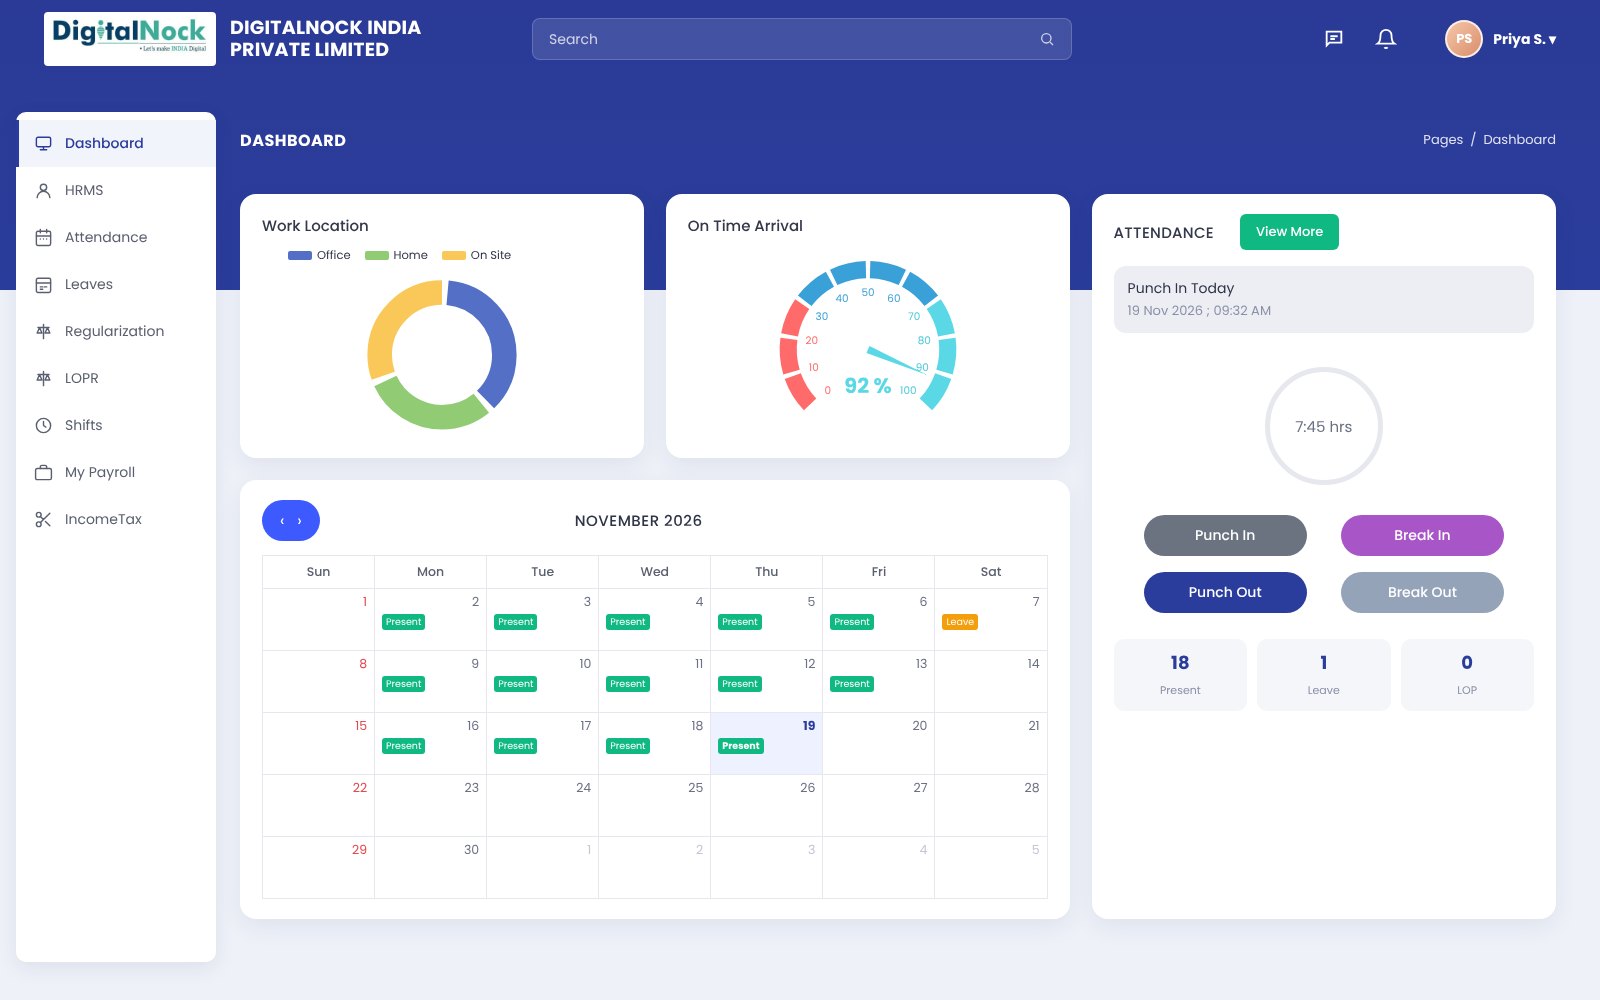 DigitalNock
• Let's make INDIA Digital
DIGITALNOCK INDIA
PRIVATE LIMITED
Search
PS
Priya S. ▾
Dashboard
HRMS
Attendance
Leaves
Regularization
LOPR
Shifts
My Payroll
IncomeTax
DASHBOARD
Pages / Dashboard
Work Location
Office Home On Site
On Time Arrival
0 10 20 30 40 50 60 70 80 90 100
92 %
ATTENDANCE
View More
Punch In Today
19 Nov 2026 ; 09:32 AM
7:45 hrs
Punch In Break In
Punch Out Break Out
18 1 0
Present Leave LOP
‹ ›
NOVEMBER 2026
Sun Mon Tue Wed Thu Fri Sat
1 2 3 4 5 6 7
Present Present Present Present Present Leave
8 9 10 11 12 13 14
Present Present Present Present Present
15 16 17 18 19 20 21
Present Present Present Present
22 23 24 25 26 27 28
29 30 1 2 3 4 5